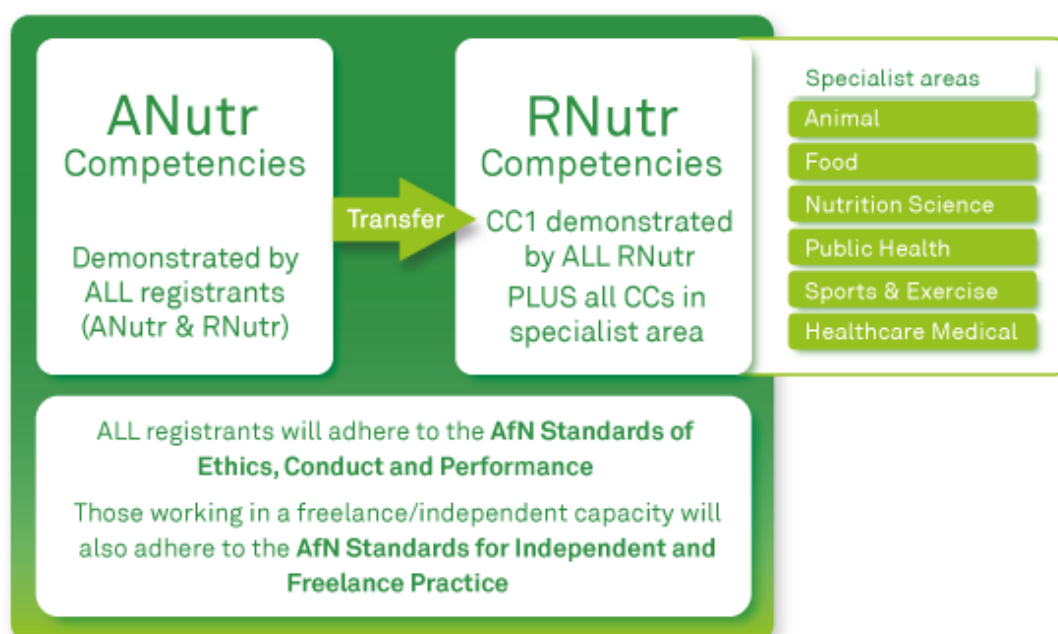 ANutr
Competencies
Demonstrated by
ALL registrants
(ANutr & RNutr)
Transfer
RNutr
Competencies
CC1 demonstrated
by ALL RNutr
PLUS all CCs in
specialist area
Specialist areas
Animal
Food
Nutrition Science
Public Health
Sports & Exercise
Healthcare Medical
ALL registrants will adhere to the AfN Standards of
Ethics, Conduct and Performance
Those working in a freelance/independent capacity will
also adhere to the AfN Standards for Independent and
Freelance Practice